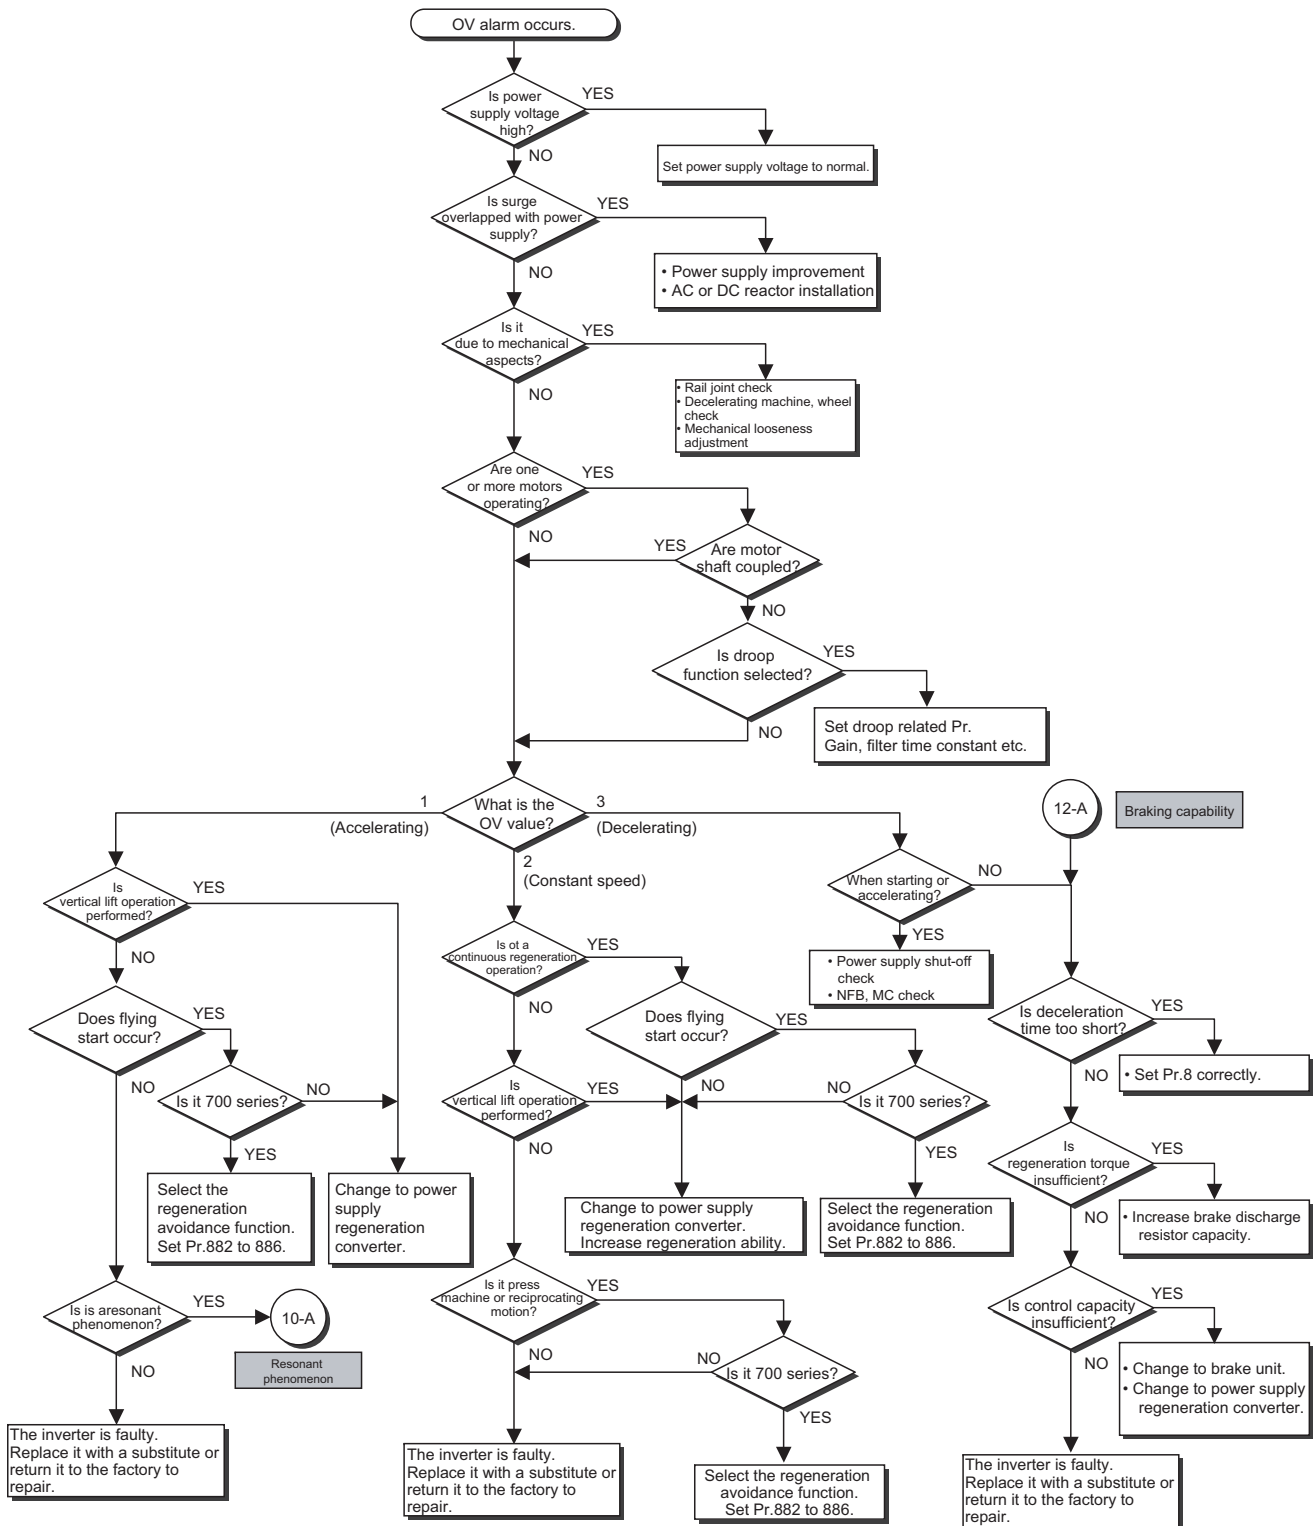 OV alarm occurs.
Is power
supply voltage
high?
YES
NO
Set power supply voltage to normal.
Is surge
overlapped with power
supply?
YES
NO
• Power supply improvement
• AC or DC reactor installation
Is it
due to mechanical
aspects?
YES
NO
• Rail joint check
• Decelerating machine, wheel
check
• Mechanical looseness
adjustment
Are one
or more motors
operating?
YES
NO
Are motor
shaft coupled?
YES
NO
Is droop
function selected?
YES
NO
Set droop related Pr.
Gain, filter time constant etc.
What is the
OV value?
1
(Accelerating)
2
(Constant speed)
3
(Decelerating)
12-A
Braking capability
Is
vertical lift operation
performed?
YES
NO
Does flying
start occur?
YES
NO
Is it 700 series?
NO
YES
Select the
regeneration
avoidance function.
Set Pr.882 to 886.
Change to power
supply
regeneration
converter.
Is is aresonant
phenomenon?
YES
NO
10-A
Resonant
phenomenon
The inverter is faulty.
Replace it with a substitute or
return it to the factory to
repair.
Is ot a
continuous regeneration
operation?
YES
NO
Does flying
start occur?
YES
NO
Is it 700 series?
NO
YES
Is
vertical lift operation
performed?
YES
NO
Change to power supply
regeneration converter.
Increase regeneration ability.
Select the regeneration
avoidance function.
Set Pr.882 to 886.
Is it press
machine or reciprocating
motion?
YES
NO
Is it 700 series?
NO
YES
The inverter is faulty.
Replace it with a substitute or
return it to the factory to
repair.
Select the regeneration
avoidance function.
Set Pr.882 to 886.
When starting or
accelerating?
NO
YES
• Power supply shut-off
check
• NFB, MC check
Is deceleration
time too short?
YES
NO
• Set Pr.8 correctly.
Is
regeneration torque
insufficient?
YES
NO
• Increase brake discharge
resistor capacity.
Is control capacity
insufficient?
YES
NO
• Change to brake unit.
• Change to power supply
regeneration converter.
The inverter is faulty.
Replace it with a substitute or
return it to the factory to
repair.